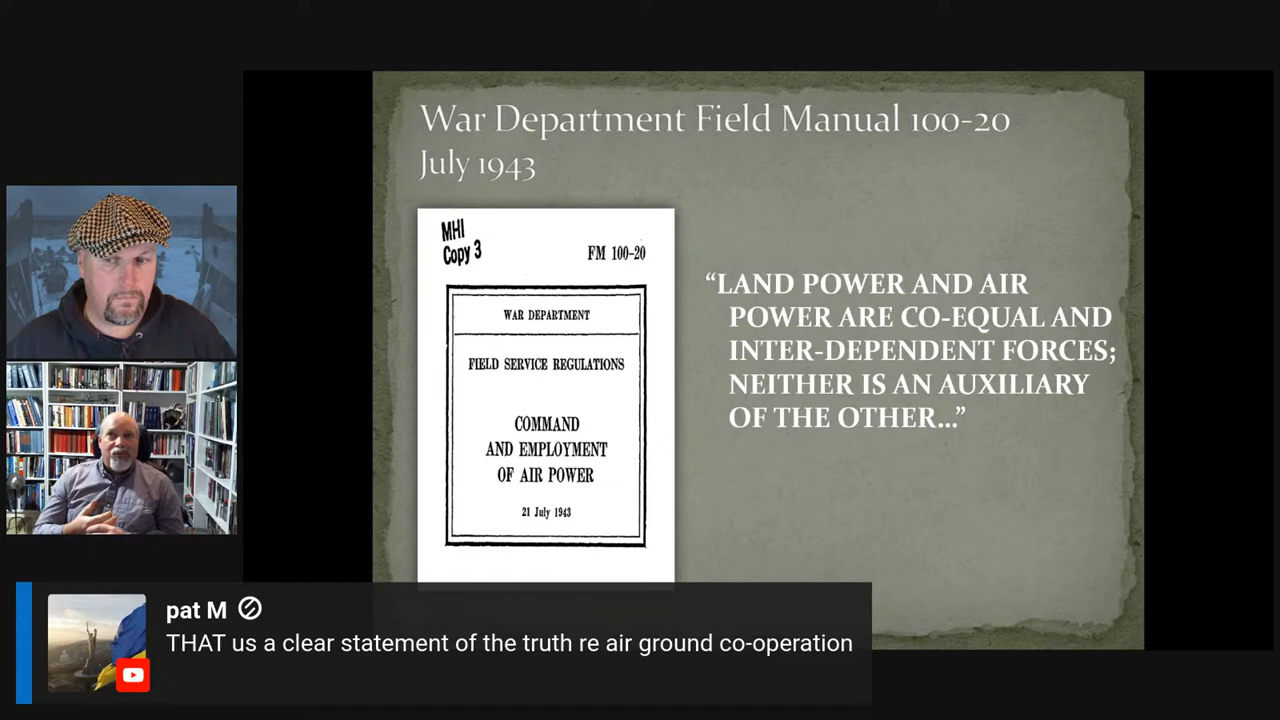 War Department Field Manual 100-20
July 1943
MHI
Copy 3
FM 100-20
WAR DEPARTMENT
FIELD SERVICE REGULATIONS
COMMAND
AND EMPLOYMENT
OF AIR POWER
21 July 1943
“LAND POWER AND AIR
POWER ARE CO-EQUAL AND
INTER-DEPENDENT FORCES;
NEITHER IS AN AUXILIARY
OF THE OTHER…”
pat M
THAT us a clear statement of the truth re air ground co-operation